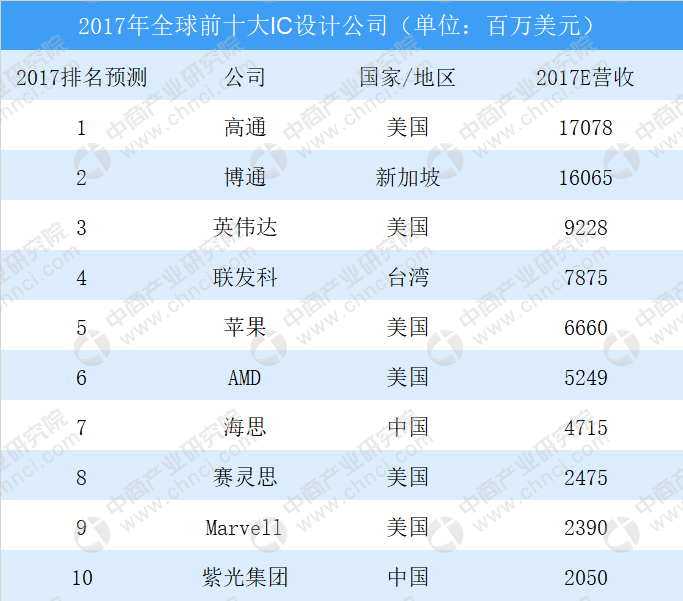 2017年全球前十大IC设计公司（单位：百万美元）
2017排名预测 公司 国家/地区 2017E营收
1 高通 美国 17078
2 博通 新加坡 16065
3 英伟达 美国 9228
4 联发科 台湾 7875
5 苹果 美国 6660
6 AMD 美国 5249
7 海思 中国 4715
8 赛灵思 美国 2475
9 Marvell 美国 2390
10 紫光集团 中国 2050
中商产业研究院
www.chnci.com